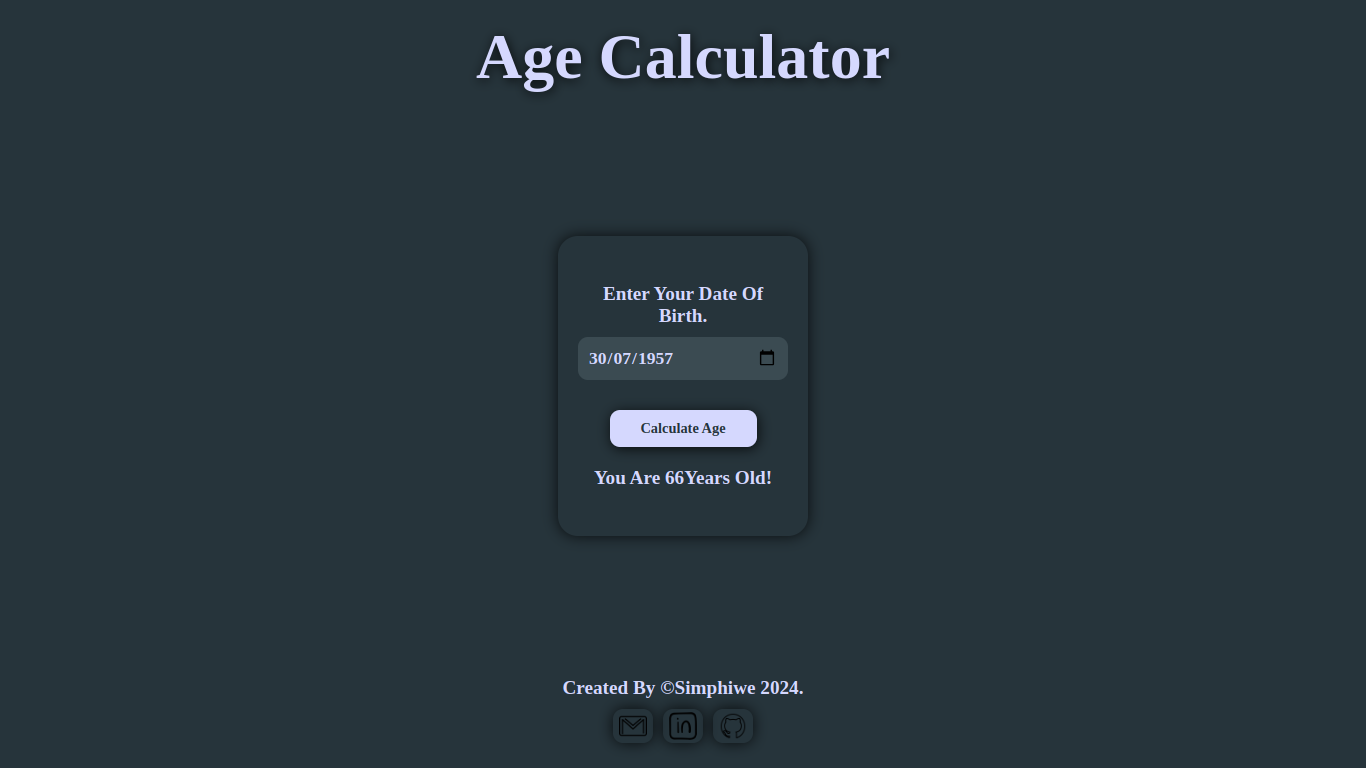 Age Calculator
Enter Your Date Of
Birth.
30/07/1957
Calculate Age
You Are 66Years Old!
Created By ©Simphiwe 2024.
in